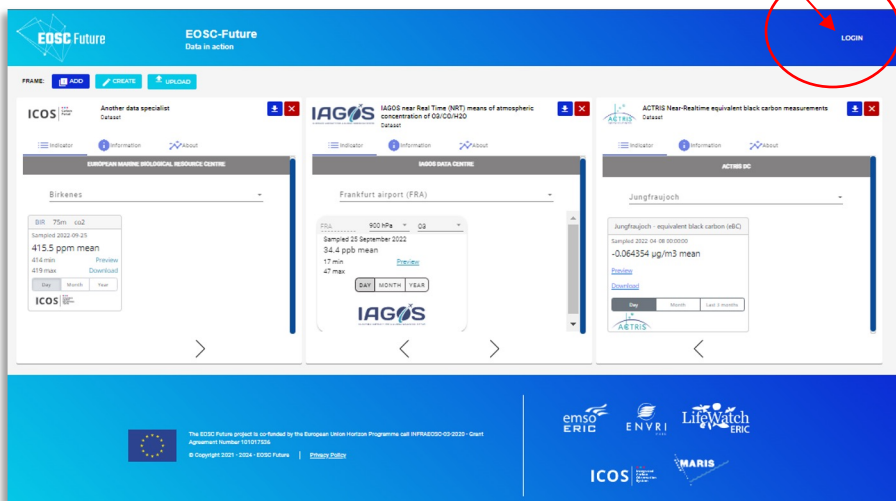 EOSC Future
EOSC-Future
Data in action
LOGIN
FRAME:
ADD
CREATE
UPLOAD
ICOS
Another data specialist
Dataset
Indicator
Information
About
EUROPEAN MARINE BIOLOGICAL RESOURCE CENTRE
Birkenes
BIR 75m co2
Sampled 2022-09-25
415.5 ppm mean
414 min
Preview
419 max
Download
Day Month Year
ICOS
IAGOS
IAGOS near Real Time (NRT) means of atmospheric
concentration of O3/CO/H2O
Dataset
Indicator
Information
About
IAGOS DATA CENTRE
Frankfurt airport (FRA)
FRA 900 hPa O3
Sampled 25 September 2022
34.4 ppb mean
17 min
Preview
47 max
DAY MONTH YEAR
IAGOS
ACTRIS
ACTRIS Near-Realtime equivalent black carbon measurements
Dataset
Indicator
Information
About
ACTRIS DC
Jungfraujoch
Jungfraujoch - equivalent black carbon (eBC)
Sampled 2022 04 08 00:00:00
-0.064354 µg/m3 mean
Preview
Download
Day Month Last 3 months
ACTRIS
The EOSC Future project is co-funded by the European Union Horizon Programme call INFRAEOSC-03-2020 - Grant
Agreement Number 101017536
© Copyright 2021 - 2024 - EOSC Future | Privacy Policy
emso
ERIC
ENVRI
LifeWatch
ERIC
ICOS
MARIS